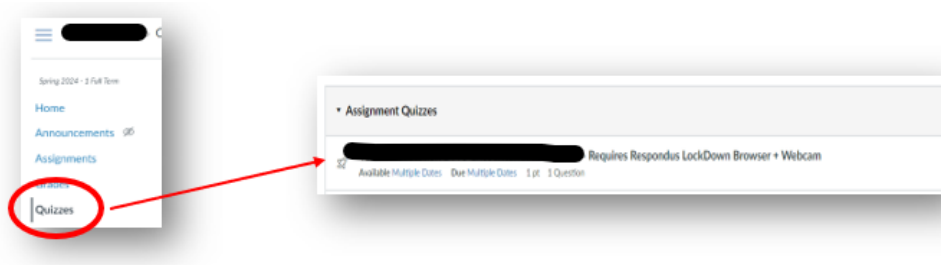 Spring 2024 - 1 Full Term
Home
Announcements
Assignments
Grades
Quizzes
Assignment Quizzes
Requires Respondus LockDown Browser + Webcam
Available Multiple Dates Due Multiple Dates 1 pt 1 Question